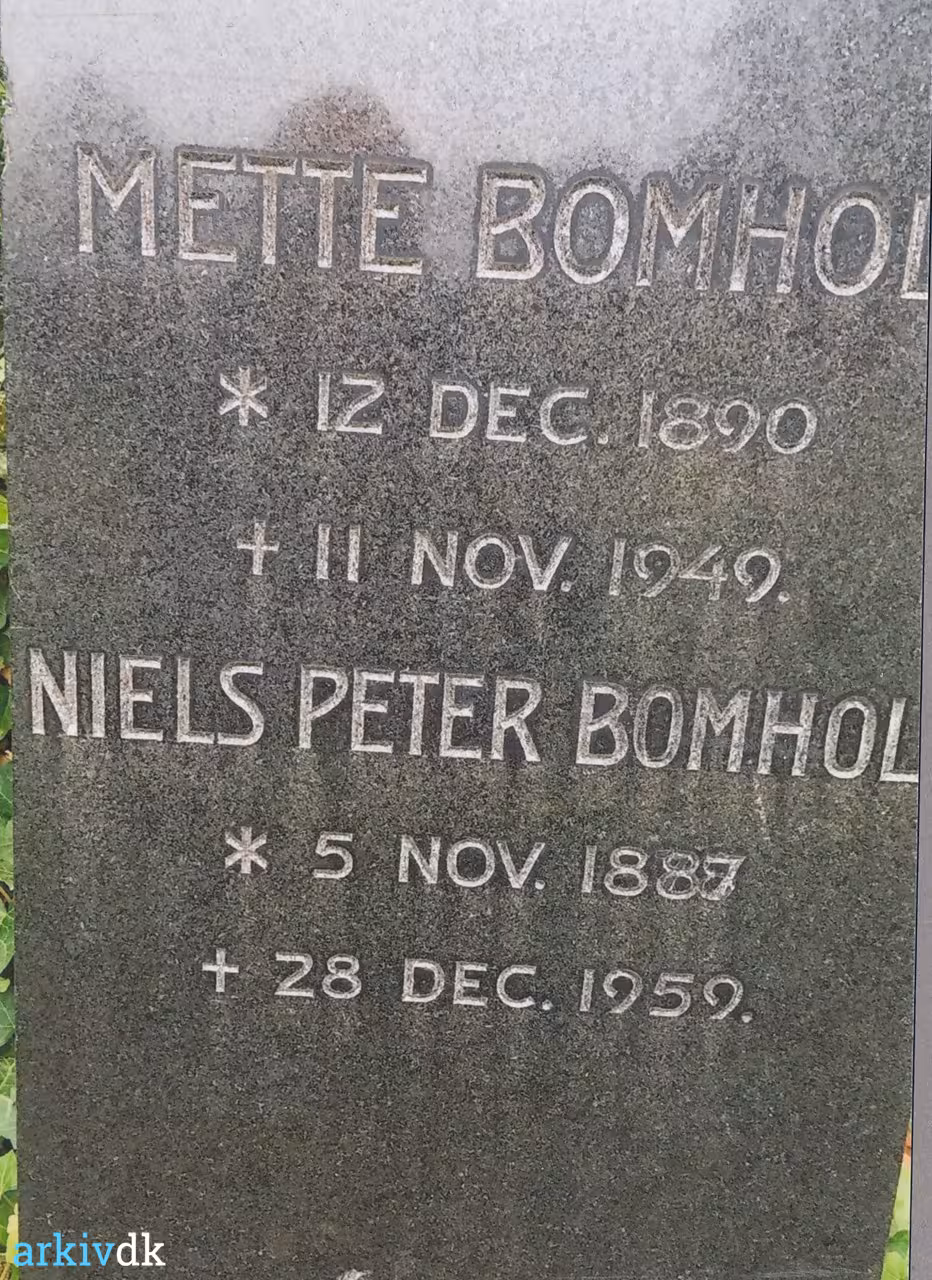 METTE BOMHOL
* 12 DEC. 1890
† 11 NOV. 1949.
NIELS PETER BOMHOL
* 5 NOV. 1887
† 28 DEC. 1959.
arkivdk